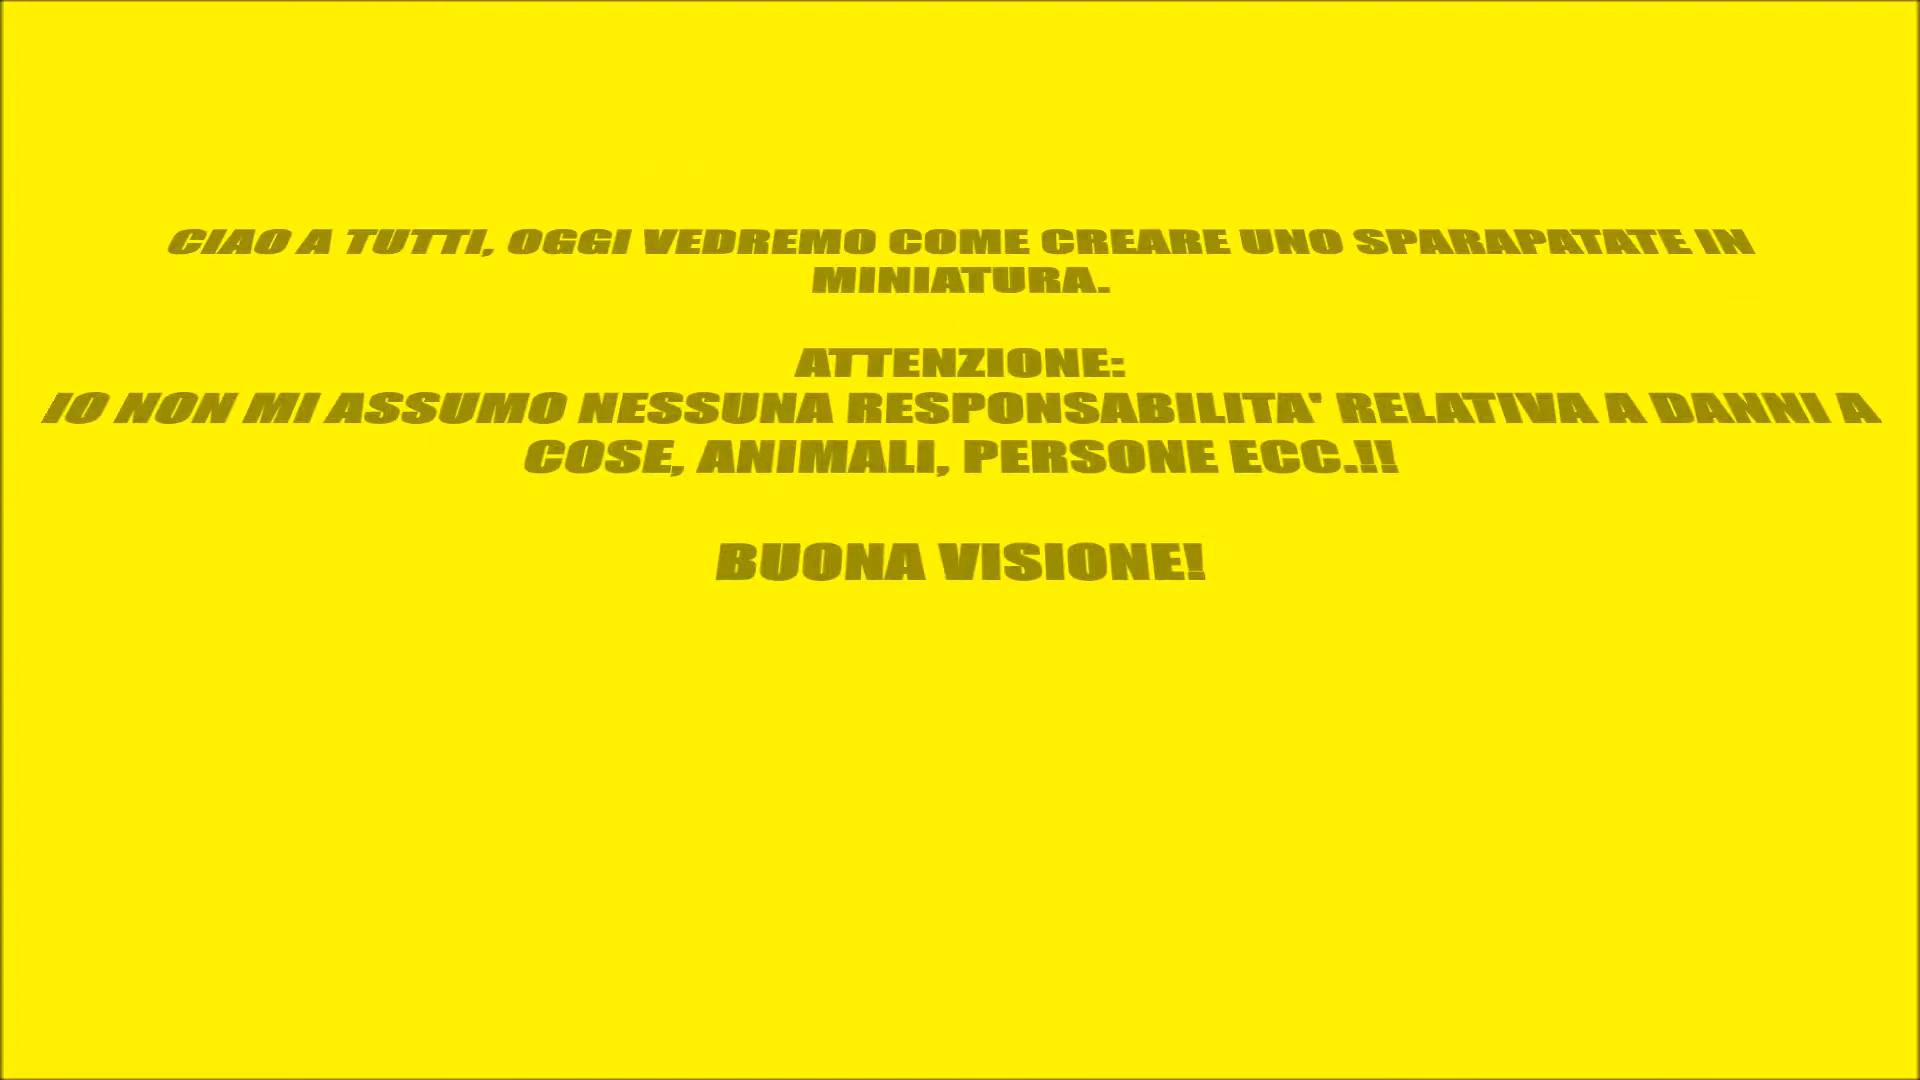 CIAO A TUTTI, OGGI VEDREMO COME CREARE UNO SPARAPATATE IN
MINIATURA.
ATTENZIONE:
IO NON MI ASSUMO NESSUNA RESPONSABILITA' RELATIVA A DANNI A
COSE, ANIMALI, PERSONE ECC.!!
BUONA VISIONE!